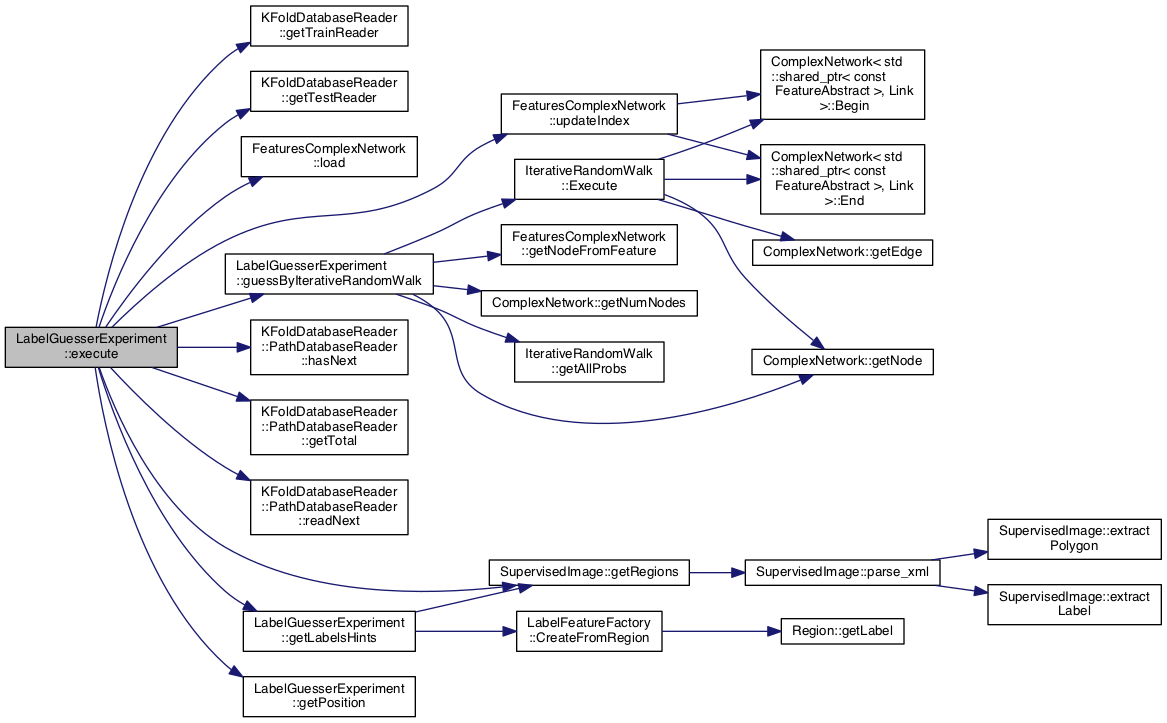 LabelGuesserExperiment
::execute
KFoldDatabaseReader
::getTrainReader
KFoldDatabaseReader
::getTestReader
FeaturesComplexNetwork
::load
LabelGuesserExperiment
::guessByIterativeRandomWalk
KFoldDatabaseReader
::PathDatabaseReader
::hasNext
KFoldDatabaseReader
::PathDatabaseReader
::getTotal
KFoldDatabaseReader
::PathDatabaseReader
::readNext
LabelGuesserExperiment
::getLabelsHints
LabelGuesserExperiment
::getPosition
FeaturesComplexNetwork
::updateIndex
IterativeRandomWalk
::Execute
FeaturesComplexNetwork
::getNodeFromFeature
ComplexNetwork::getNumNodes
IterativeRandomWalk
::getAllProbs
SupervisedImage::getRegions
LabelFeatureFactory
::CreateFromRegion
ComplexNetwork< std
::shared_ptr< const
FeatureAbstract >, Link
>::Begin
ComplexNetwork< std
::shared_ptr< const
FeatureAbstract >, Link
>::End
ComplexNetwork::getEdge
ComplexNetwork::getNode
SupervisedImage::parse_xml
Region::getLabel
SupervisedImage::extract
Polygon
SupervisedImage::extract
Label